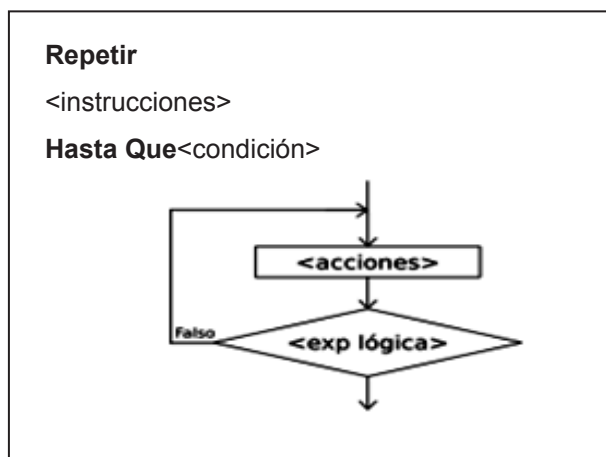 Repetir
<instrucciones>
Hasta Que<condición>
<acciones>
Falso
<exp lógica>